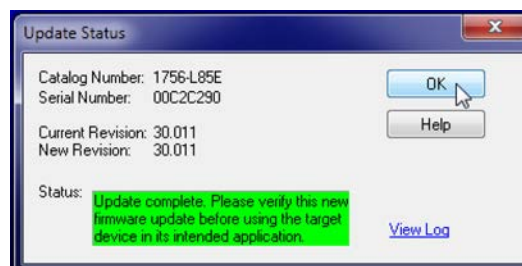 Update Status
Catalog Number: 1756-L85E
Serial Number: 00C2C290
Current Revision: 30.011
New Revision: 30.011
Status: Update complete. Please verify this new
firmware update before using the target
device in its intended application.
OK
Help
View Log